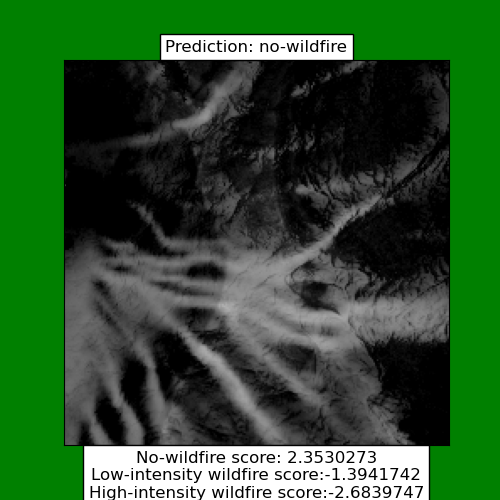 Prediction: no-wildfire
No-wildfire score: 2.3530273
Low-intensity wildfire score:-1.3941742
High-intensity wildfire score:-2.6839747